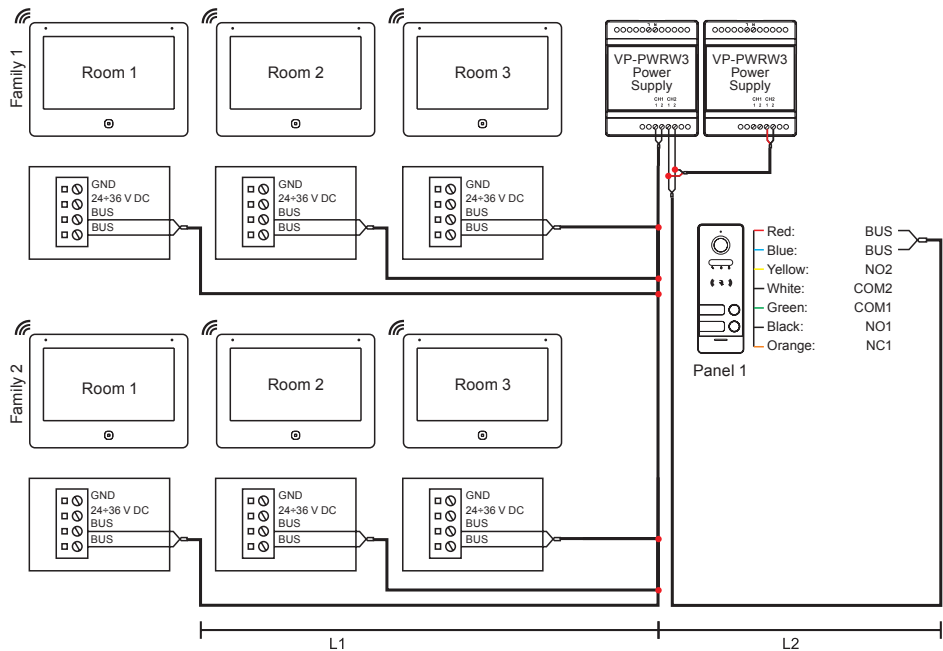 Family 1
Room 1
Room 2
Room 3
VP-PWRW3
Power
Supply
CH1 CH2
1 2 1 2
VP-PWRW3
Power
Supply
CH1 CH2
1 2 1 2
GND
24÷36 V DC
BUS
BUS
GND
24÷36 V DC
BUS
BUS
GND
24÷36 V DC
BUS
BUS
Red: BUS
Blue: BUS
Yellow: NO2
White: COM2
Green: COM1
Black: NO1
Orange: NC1
Panel 1
Family 2
Room 1
Room 2
Room 3
GND
24÷36 V DC
BUS
BUS
GND
24÷36 V DC
BUS
BUS
GND
24÷36 V DC
BUS
BUS
L1
L2